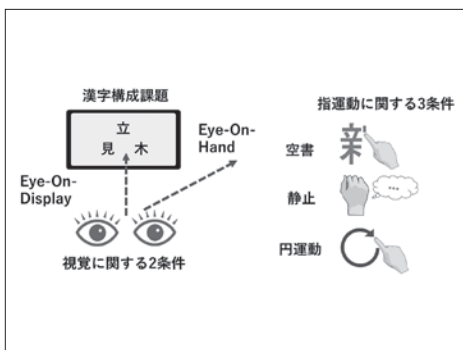 漢字構成課題
立
見 木
Eye-On-
Display
Eye-On-
Hand
視覚に関する2条件
指運動に関する3条件
空書
静止
…
円運動